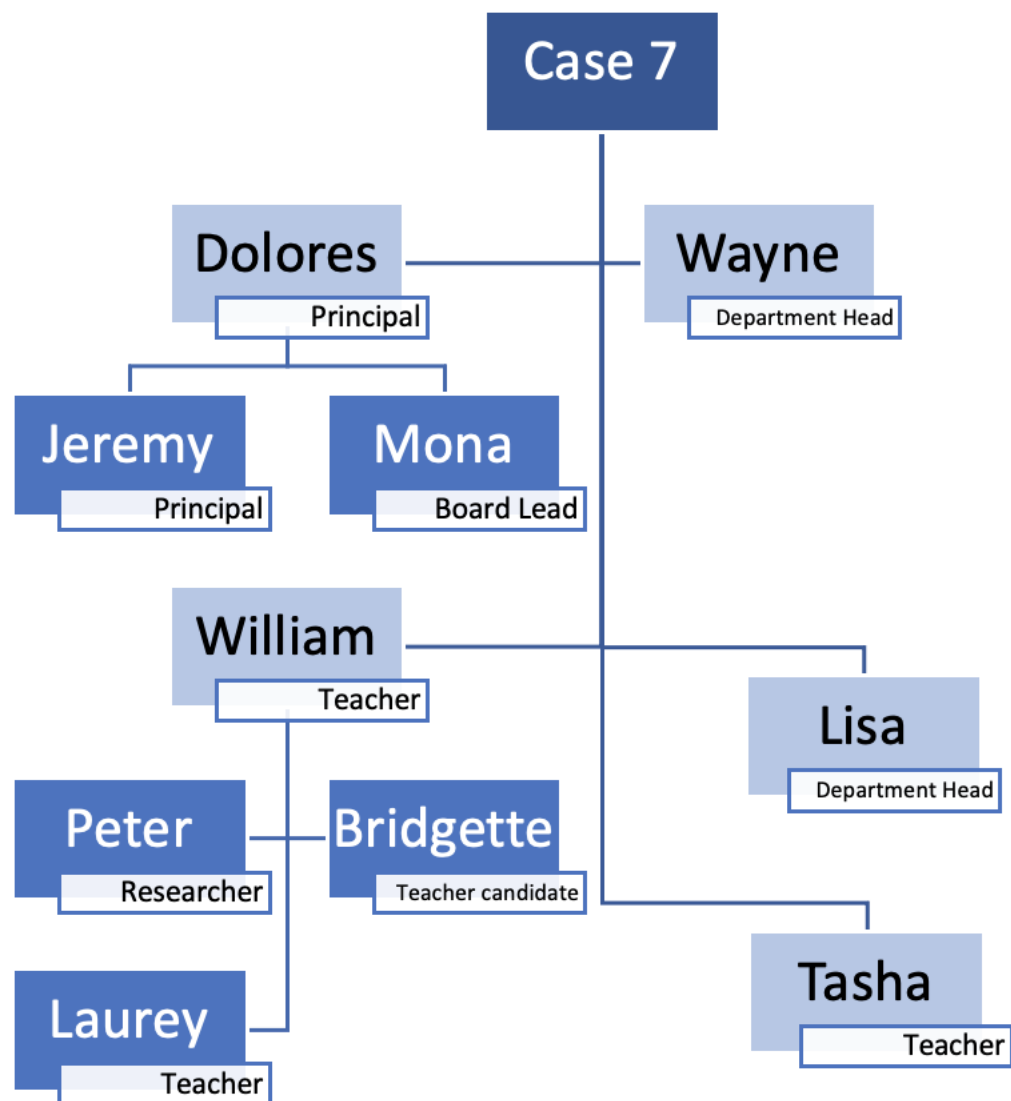 Case 7
Dolores
Principal
Wayne
Department Head
Jeremy
Principal
Mona
Board Lead
William
Teacher
Lisa
Department Head
Peter
Researcher
Bridgette
Teacher candidate
Tasha
Teacher
Laurey
Teacher